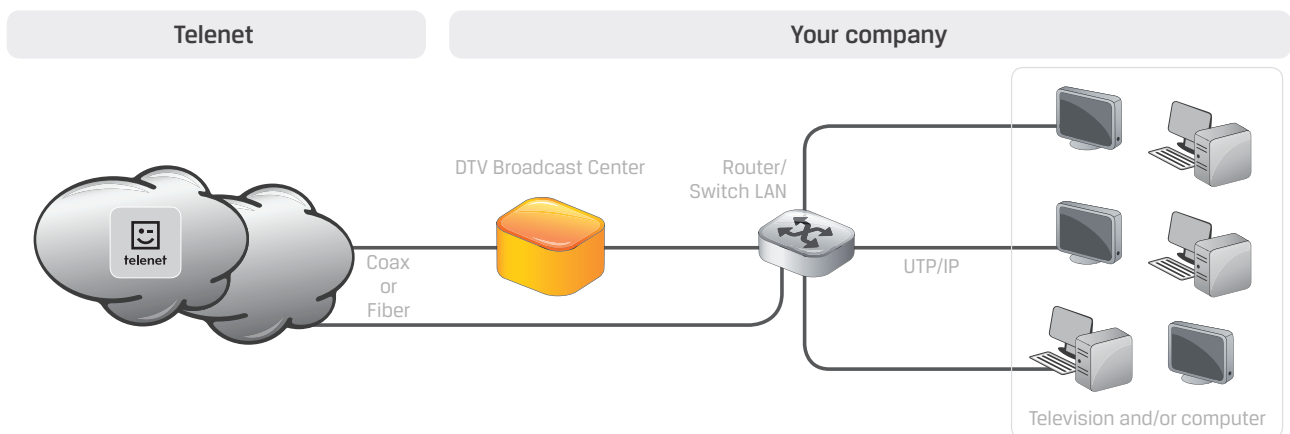 Telenet
Your company
DTV Broadcast Center
Router/
Switch LAN
telenet
Coax
or
Fiber
UTP/IP
Television and/or computer